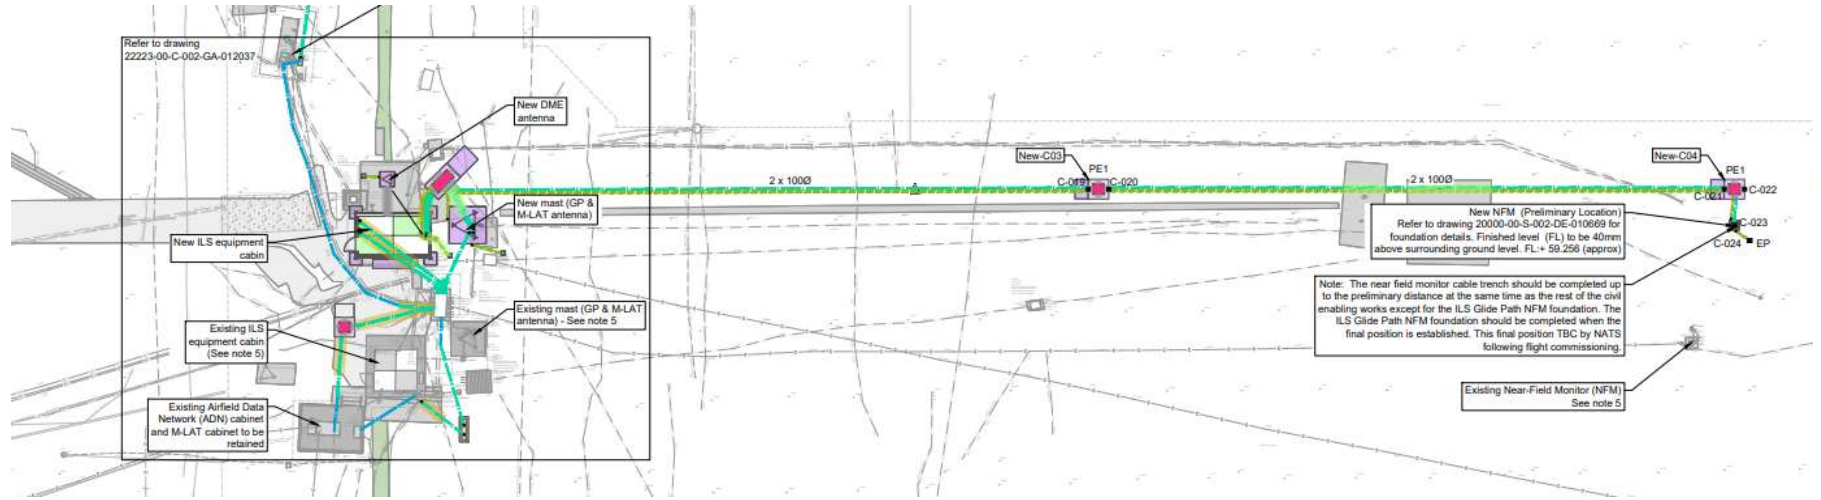 Refer to drawing
22223-00-C-002-GA-012037
New DME
antenna
New-C03
PE1
C-019
C-020
2 x 100Ø
2 x 100Ø
New-C04
PE1
C-021
C-022
C-023
C-024
EP
New mast (GP &
M-LAT antenna)
New ILS equipment
cabin
New NFM (Preliminary Location)
Refer to drawing 20000-00-S-002-DE-010669 for
foundation details. Finished level (FL) to be 40mm
above surrounding ground level. FL:+ 59.256 (approx)
Note: The near field monitor cable trench should be completed up
to the preliminary distance at the same time as the rest of the civil
enabling works except for the ILS Glide Path NFM foundation. The
ILS Glide Path NFM foundation should be completed when the
final position is established. This final position TBC by NATS
following flight commissioning.
Existing mast (GP & M-LAT
antenna) - See note 5
Existing ILS
equipment cabin
(See note 5)
Existing Near-Field Monitor (NFM)
See note 5
Existing Airfield Data
Network (ADN) cabinet
and M-LAT cabinet to be
retained